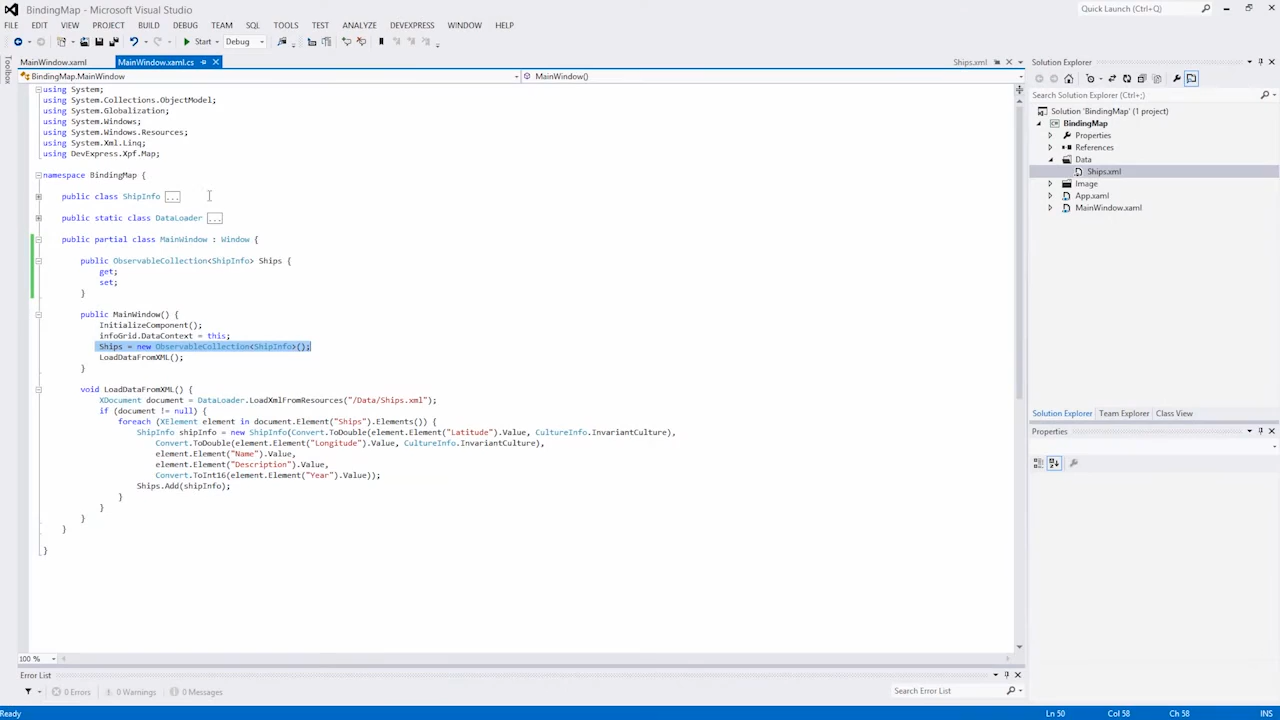 BindingMap - Microsoft Visual Studio
Quick Launch (Ctrl+;)
FILE EDIT VIEW PROJECT BUILD DEBUG TEAM SQL TOOLS TEST ANALYZE DEVEXPRESS WINDOW HELP
Start Debug
Toolbox
MainWindow.xaml MainWindow.xaml.cs Ships.xml
BindingMap.MainWindow MainWindow()
using System;
using System.Collections.ObjectModel;
using System.Globalization;
using System.Windows;
using System.Windows.Resources;
using System.Xml.Linq;
using DevExpress.Xpf.Map;
namespace BindingMap {
public class ShipInfo ...
public static class DataLoader ...
public partial class MainWindow : Window {
public ObservableCollection<ShipInfo> Ships {
get;
set;
}
public MainWindow() {
InitializeComponent();
infoGrid.DataContext = this;
Ships = new ObservableCollection<ShipInfo>();
LoadDataFromXML();
}
void LoadDataFromXML() {
XDocument document = DataLoader.LoadXmlFromResources("/Data/Ships.xml");
if (document != null) {
foreach (XElement element in document.Element("Ships").Elements()) {
ShipInfo shipInfo = new ShipInfo(Convert.ToDouble(element.Element("Latitude").Value, CultureInfo.InvariantCulture),
Convert.ToDouble(element.Element("Longitude").Value, CultureInfo.InvariantCulture),
element.Element("Name").Value,
element.Element("Description").Value,
Convert.ToInt16(element.Element("Year").Value));
Ships.Add(shipInfo);
}
}
}
}
}
100 %
Error List
0 Errors 0 Warnings 0 Messages
Search Error List
Solution Explorer
Search Solution Explorer (Ctrl+;)
Solution 'BindingMap' (1 project)
BindingMap
Properties
References
Data
Ships.xml
Image
App.xaml
MainWindow.xaml
Solution Explorer Team Explorer Class View
Properties
Ready Ln 50 Col 58 Ch 58 INS